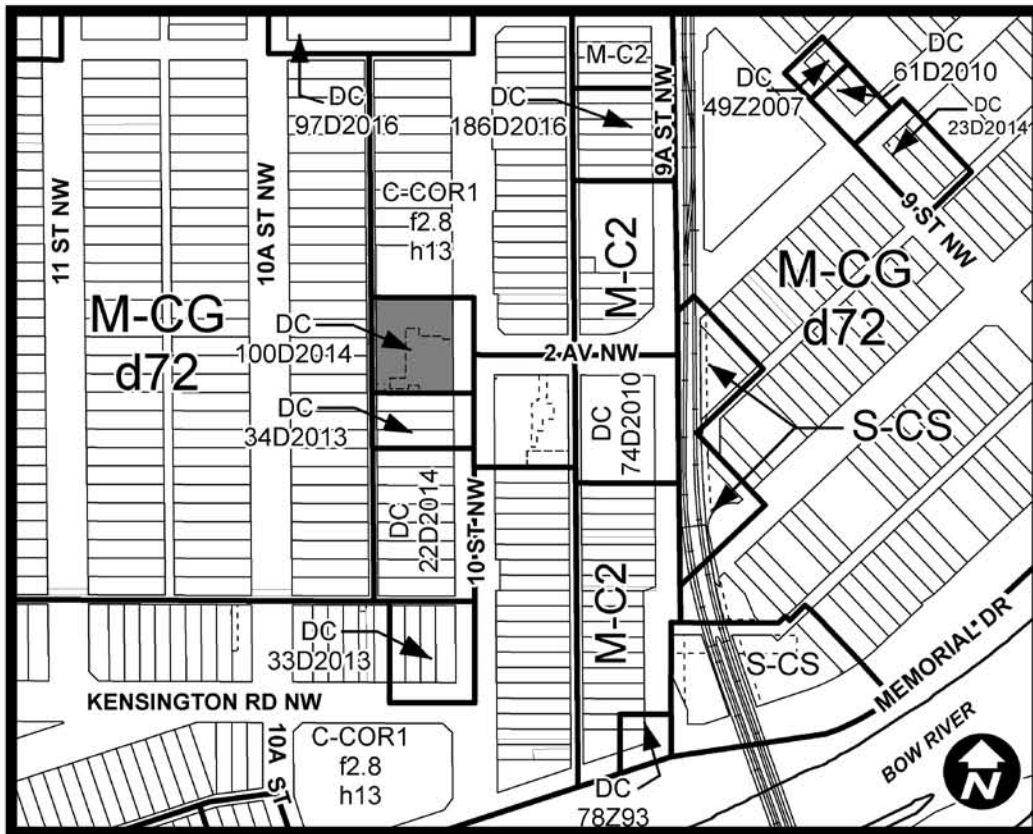 M-C2
DC
97D2016
DC
186D2016
9A ST NW
DC
49Z2007
DC
61D2010
DC
23D2014
9 ST NW
11 ST NW
10A ST NW
C-COR1
f2.8
h13
M-C2
M-CG
d72
M-CG
d72
DC
100D2014
2 AV NW
DC
34D2013
DC
74D2010
S-CS
DC
22D2014
10 ST NW
M-C2
DC
33D2013
S-CS
MEMORIAL DR
KENSINGTON RD NW
10A ST
C-COR1
f2.8
h13
BOW RIVER
DC
78Z93
N